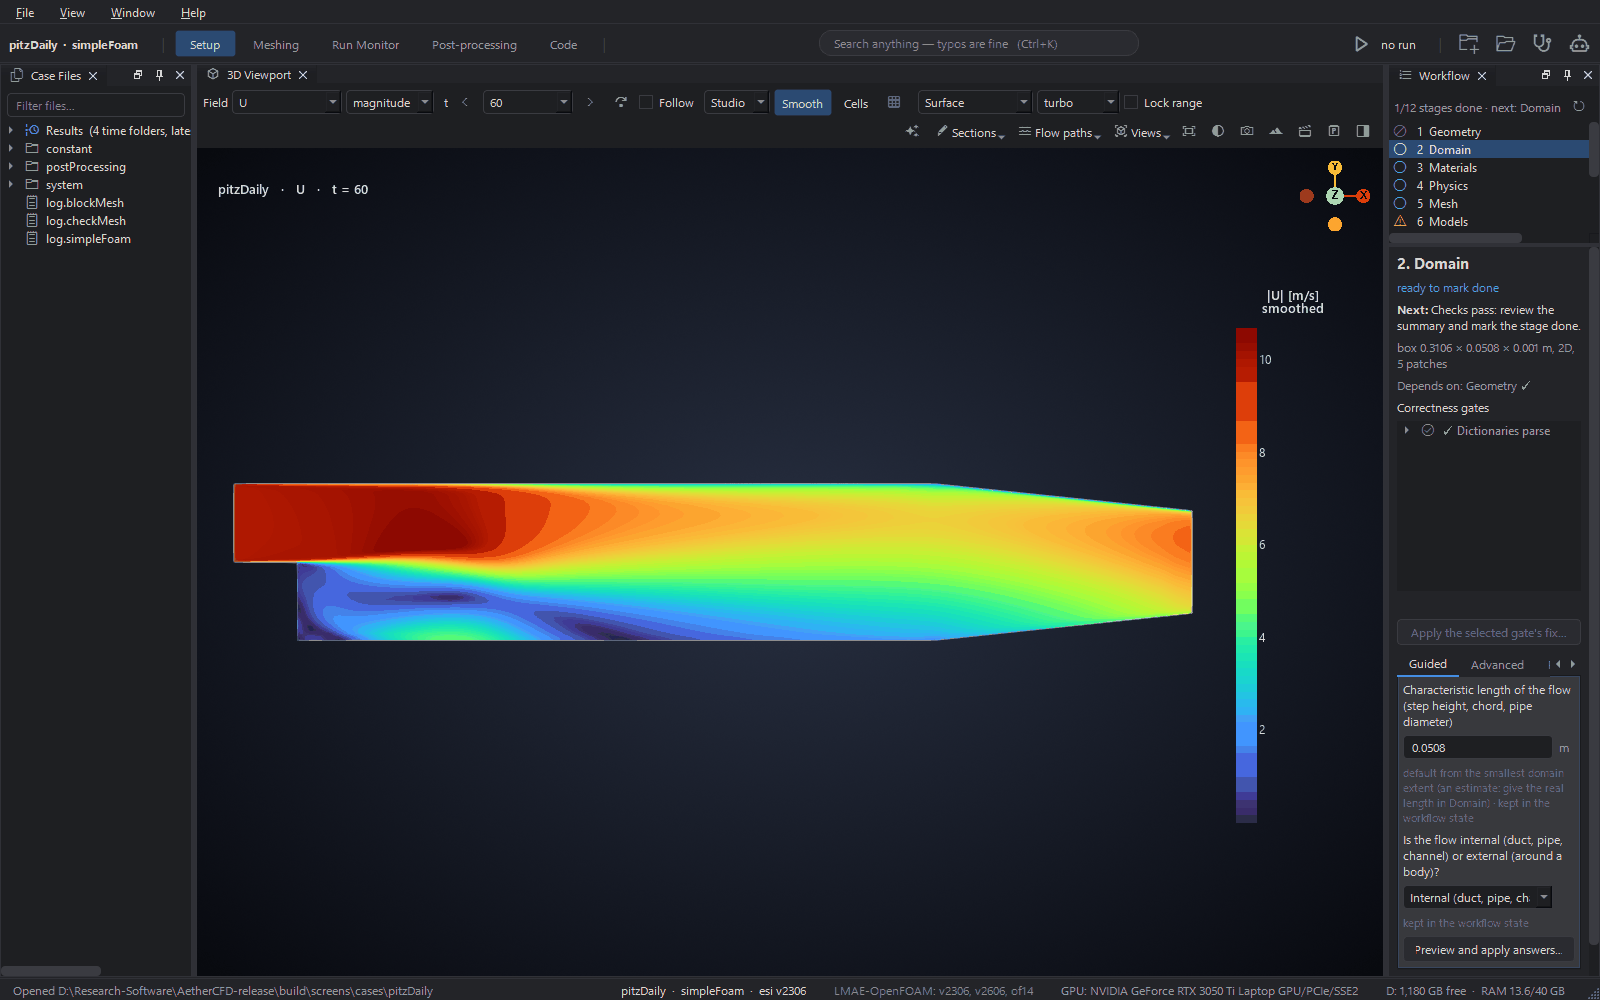 File View Window Help
pitzDaily · simpleFoam Setup Meshing Run Monitor Post-processing Code Search anything — typos are fine (Ctrl+K) no run
Case Files 3D Viewport Workflow
Filter files...
Results (4 time folders, late
constant
postProcessing
system
log.blockMesh
log.checkMesh
log.simpleFoam
Field U magnitude t 60 Follow Studio Smooth Cells Surface turbo Lock range
Sections Flow paths Views
pitzDaily · U · t = 60
Y
Z X
|U| [m/s]
smoothed
10
8
6
4
2
1/12 stages done · next: Domain
1 Geometry
2 Domain
3 Materials
4 Physics
5 Mesh
6 Models
2. Domain
ready to mark done
Next: Checks pass: review the
summary and mark the stage done.
box 0.3106 × 0.0508 × 0.001 m, 2D,
5 patches
Depends on: Geometry ✓
Correctness gates
✓ Dictionaries parse
Apply the selected gate's fix...
Guided Advanced
Characteristic length of the flow
(step height, chord, pipe
diameter)
0.0508 m
default from the smallest domain
extent (an estimate: give the real
length in Domain) · kept in the
workflow state
Is the flow internal (duct, pipe,
channel) or external (around a
body)?
Internal (duct, pipe, ch
kept in the workflow state
Preview and apply answers...
Opened D:\Research-Software\AetherCFD-release\build\screens\cases\pitzDaily pitzDaily · simpleFoam · esi v2306 LMAE-OpenFOAM: v2306, v2606, of14 GPU: NVIDIA GeForce RTX 3050 Ti Laptop GPU/PCIe/SSE2 D: 1,180 GB free · RAM 13.6/40 GB